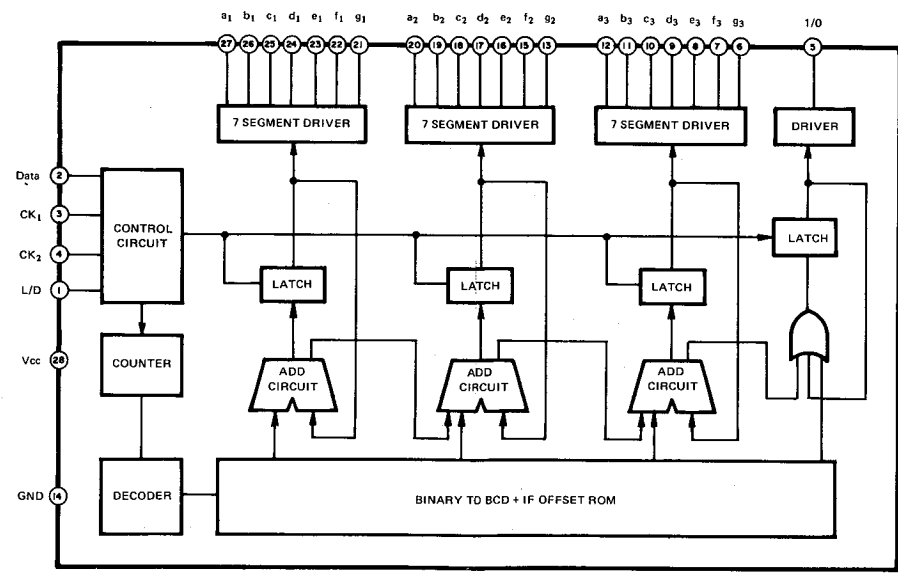 a1 b1 c1 d1 e1 f1 g1 a2 b2 c2 d2 e2 f2 g2 a3 b3 c3 d3 e3 f3 g3 1/0
27 26 25 24 23 22 21 20 19 18 17 16 15 13 12 11 10 9 8 7 6 5
7 SEGMENT DRIVER 7 SEGMENT DRIVER 7 SEGMENT DRIVER DRIVER
Data 2
CK1 3
CK2 4
L/D 1
CONTROL
CIRCUIT
LATCH
LATCH LATCH LATCH
Vcc 28
COUNTER
ADD
CIRCUIT
ADD
CIRCUIT
ADD
CIRCUIT
GND 14
DECODER
BINARY TD BCD + IF OFFSET ROM